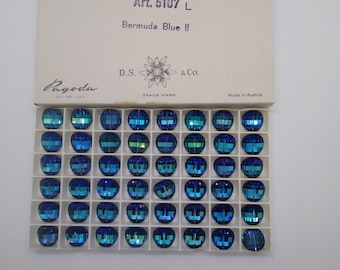 Art. 5107 L
Bermuda Blue II
D.S. & CO.
Pagoda
TRADE MARK
Made in Austria